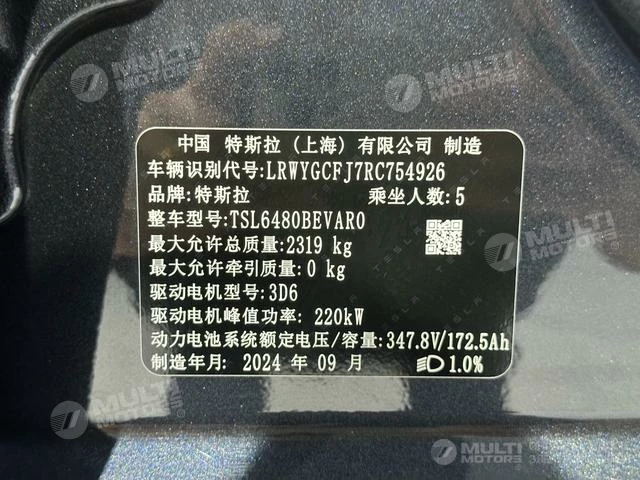 MULTI MOTORS
MULTI MOTORS
中国 特斯拉 (上海) 有限公司 制造
车辆识别代号:LRWYGCFJ7RC754926
品牌:特斯拉 乘坐人数:5
整车型号:TSL6480BEVAR0
最大允许总质量:2319 kg
最大允许牵引质量:0 kg
驱动电机型号:3D6
驱动电机峰值功率: 220kW
动力电池系统额定电压/容量:347.8V/172.5Ah
制造年月: 2024 年 09 月 1.0%
MULTI MOTORS
MULTI MOTORS
MULTI MOTORS